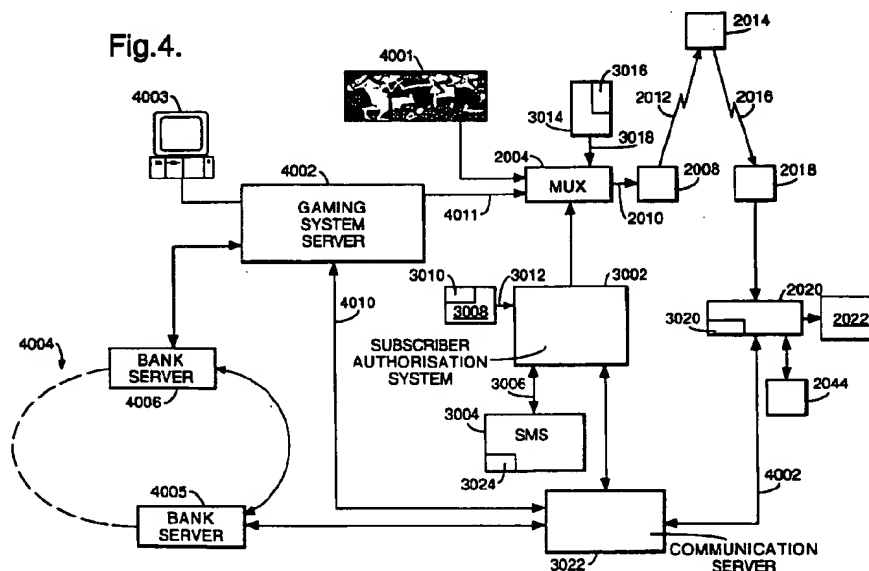 Fig.4.
4001
2014
4003
3016
3014
2012
2016
3018
4002
2004
GAMING
SYSTEM
SERVER
MUX
4011
2010
2008
2018
3010
3012
3002
3008
4010
2020
3020
2022
SUBSCRIBER
AUTHORISATION
SYSTEM
4004
BANK
SERVER
4006
3006
2044
3004
SMS
3024
4002
4005
BANK
SERVER
3022
COMMUNICATION
SERVER